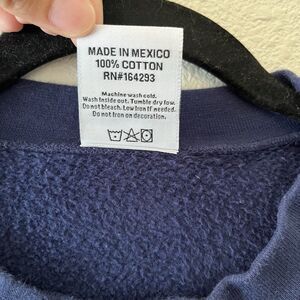 MADE IN MEXICO
100% COTTON
RN#164293
Machine wash cold.
Wash inside out. Tumble dry low.
Do not bleach. Low iron if needed.
Do not iron on decoration.